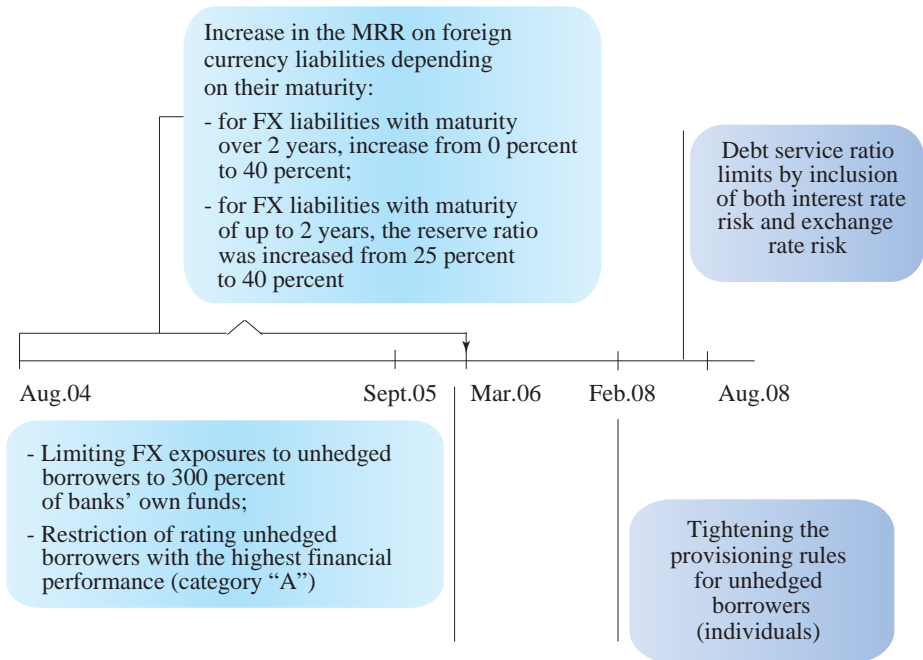 Increase in the MRR on foreign
currency liabilities depending
on their maturity:
- for FX liabilities with maturity
over 2 years, increase from 0 percent
to 40 percent;
- for FX liabilities with maturity
of up to 2 years, the reserve ratio
was increased from 25 percent
to 40 percent
Debt service ratio
limits by inclusion
of both interest rate
risk and exchange
rate risk
Aug.04
Sept.05
Mar.06
Feb.08
Aug.08
- Limiting FX exposures to unhedged
borrowers to 300 percent
of banks’ own funds;
- Restriction of rating unhedged
borrowers with the highest financial
performance (category “A”)
Tightening the
provisioning rules
for unhedged
borrowers
(individuals)